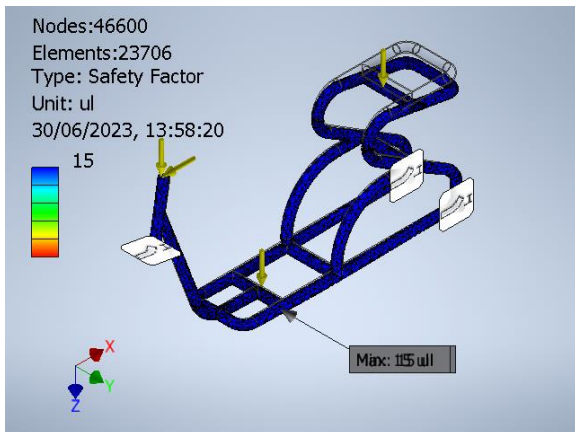 Nodes:46600
Elements:23706
Type: Safety Factor
Unit: ul
30/06/2023, 13:58:20
15
Max: 15 ul
X
Y
Z